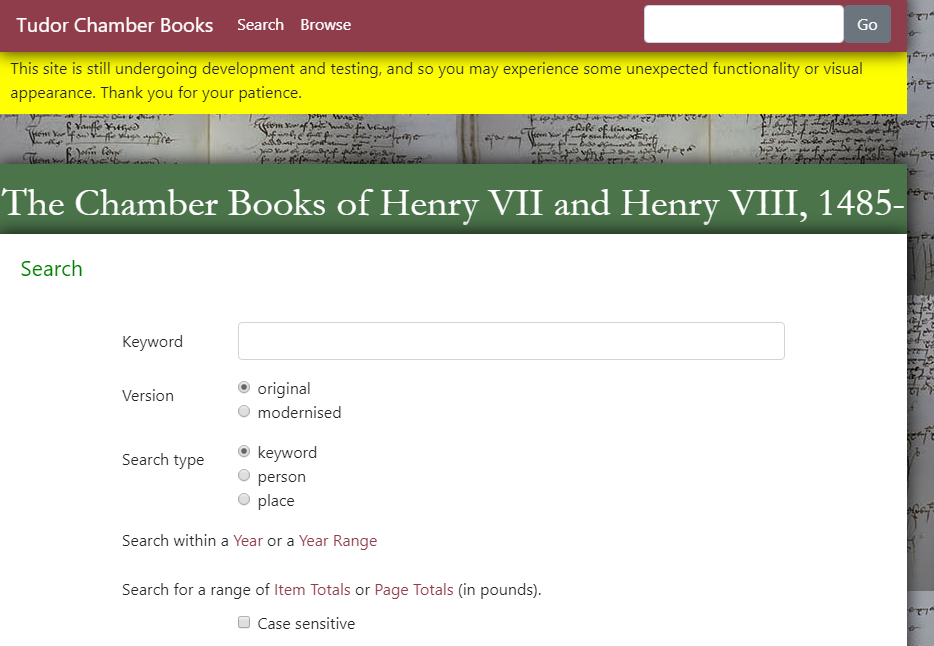 Tudor Chamber Books Search Browse Go
This site is still undergoing development and testing, and so you may experience some unexpected functionality or visual
appearance. Thank you for your patience.
The Chamber Books of Henry VII and Henry VIII, 1485-
Search
Keyword
Version
original
modernised
Search type
keyword
person
place
Search within a Year or a Year Range
Search for a range of Item Totals or Page Totals (in pounds).
Case sensitive